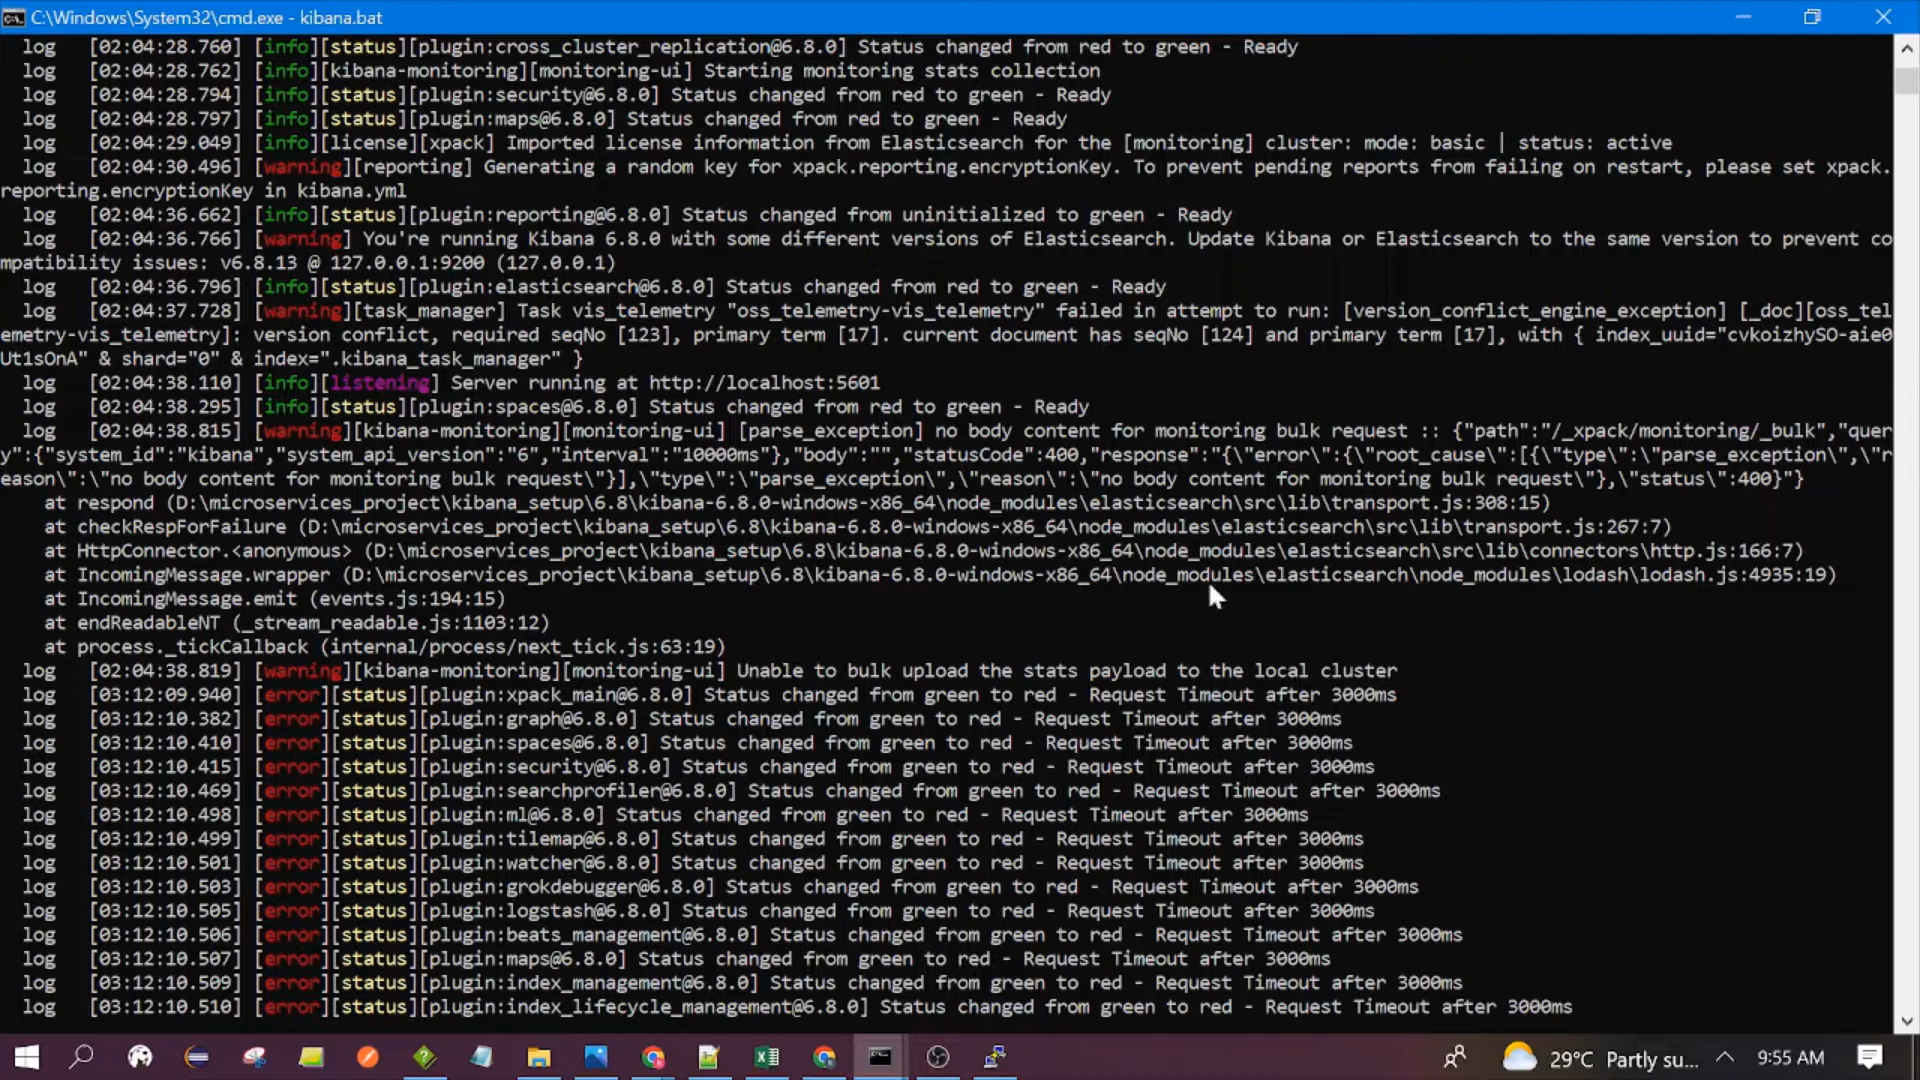 C:\Windows\System32\cmd.exe - kibana.bat
log [02:04:28.760] [info][status][plugin:cross_cluster_replication@6.8.0] Status changed from red to green - Ready
log [02:04:28.762] [info][kibana-monitoring][monitoring-ui] Starting monitoring stats collection
log [02:04:28.794] [info][status][plugin:security@6.8.0] Status changed from red to green - Ready
log [02:04:28.797] [info][status][plugin:maps@6.8.0] Status changed from red to green - Ready
log [02:04:29.049] [info][license][xpack] Imported license information from Elasticsearch for the [monitoring] cluster: mode: basic | status: active
log [02:04:30.496] [warning][reporting] Generating a random key for xpack.reporting.encryptionKey. To prevent pending reports from failing on restart, please set xpack.
reporting.encryptionKey in kibana.yml
log [02:04:36.662] [info][status][plugin:reporting@6.8.0] Status changed from uninitialized to green - Ready
log [02:04:36.766] [warning] You're running Kibana 6.8.0 with some different versions of Elasticsearch. Update Kibana or Elasticsearch to the same version to prevent co
mpatibility issues: v6.8.13 @ 127.0.0.1:9200 (127.0.0.1)
log [02:04:36.796] [info][status][plugin:elasticsearch@6.8.0] Status changed from red to green - Ready
log [02:04:37.728] [warning][task_manager] Task vis_telemetry "oss_telemetry-vis_telemetry" failed in attempt to run: [version_conflict_engine_exception] [_doc][oss_tel
emetry-vis_telemetry]: version conflict, required seqNo [123], primary term [17]. current document has seqNo [124] and primary term [17], with { index_uuid="cvkoizhySO-aie0
Ut1sOnA" & shard="0" & index=".kibana_task_manager" }
log [02:04:38.110] [info][listening] Server running at http://localhost:5601
log [02:04:38.295] [info][status][plugin:spaces@6.8.0] Status changed from red to green - Ready
log [02:04:38.815] [warning][kibana-monitoring][monitoring-ui] [parse_exception] no body content for monitoring bulk request :: {"path":"/_xpack/monitoring/_bulk","quer
y":{"system_id":"kibana","system_api_version":"6","interval":"10000ms"},"body":"","statusCode":400,"response":"{\"error\":{\"root_cause\":[{\"type\":\"parse_exception\",\"r
eason\":\"no body content for monitoring bulk request\"}],\"type\":\"parse_exception\",\"reason\":\"no body content for monitoring bulk request\"},\"status\":400}"}
at respond (D:\microservices_project\kibana_setup\6.8\kibana-6.8.0-windows-x86_64\node_modules\elasticsearch\src\lib\transport.js:308:15)
at checkRespForFailure (D:\microservices_project\kibana_setup\6.8\kibana-6.8.0-windows-x86_64\node_modules\elasticsearch\src\lib\transport.js:267:7)
at HttpConnector.<anonymous> (D:\microservices_project\kibana_setup\6.8\kibana-6.8.0-windows-x86_64\node_modules\elasticsearch\src\lib\connectors\http.js:166:7)
at IncomingMessage.wrapper (D:\microservices_project\kibana_setup\6.8\kibana-6.8.0-windows-x86_64\node_modules\elasticsearch\node_modules\lodash\lodash.js:4935:19)
at IncomingMessage.emit (events.js:194:15)
at endReadableNT (_stream_readable.js:1103:12)
at process._tickCallback (internal/process/next_tick.js:63:19)
log [02:04:38.819] [warning][kibana-monitoring][monitoring-ui] Unable to bulk upload the stats payload to the local cluster
log [03:12:09.940] [error][status][plugin:xpack_main@6.8.0] Status changed from green to red - Request Timeout after 3000ms
log [03:12:10.382] [error][status][plugin:graph@6.8.0] Status changed from green to red - Request Timeout after 3000ms
log [03:12:10.410] [error][status][plugin:spaces@6.8.0] Status changed from green to red - Request Timeout after 3000ms
log [03:12:10.415] [error][status][plugin:security@6.8.0] Status changed from green to red - Request Timeout after 3000ms
log [03:12:10.469] [error][status][plugin:searchprofiler@6.8.0] Status changed from green to red - Request Timeout after 3000ms
log [03:12:10.498] [error][status][plugin:ml@6.8.0] Status changed from green to red - Request Timeout after 3000ms
log [03:12:10.499] [error][status][plugin:tilemap@6.8.0] Status changed from green to red - Request Timeout after 3000ms
log [03:12:10.501] [error][status][plugin:watcher@6.8.0] Status changed from green to red - Request Timeout after 3000ms
log [03:12:10.503] [error][status][plugin:grokdebugger@6.8.0] Status changed from green to red - Request Timeout after 3000ms
log [03:12:10.505] [error][status][plugin:logstash@6.8.0] Status changed from green to red - Request Timeout after 3000ms
log [03:12:10.506] [error][status][plugin:beats_management@6.8.0] Status changed from green to red - Request Timeout after 3000ms
log [03:12:10.507] [error][status][plugin:maps@6.8.0] Status changed from green to red - Request Timeout after 3000ms
log [03:12:10.509] [error][status][plugin:index_management@6.8.0] Status changed from green to red - Request Timeout after 3000ms
log [03:12:10.510] [error][status][plugin:index_lifecycle_management@6.8.0] Status changed from green to red - Request Timeout after 3000ms
29°C Partly su... 9:55 AM